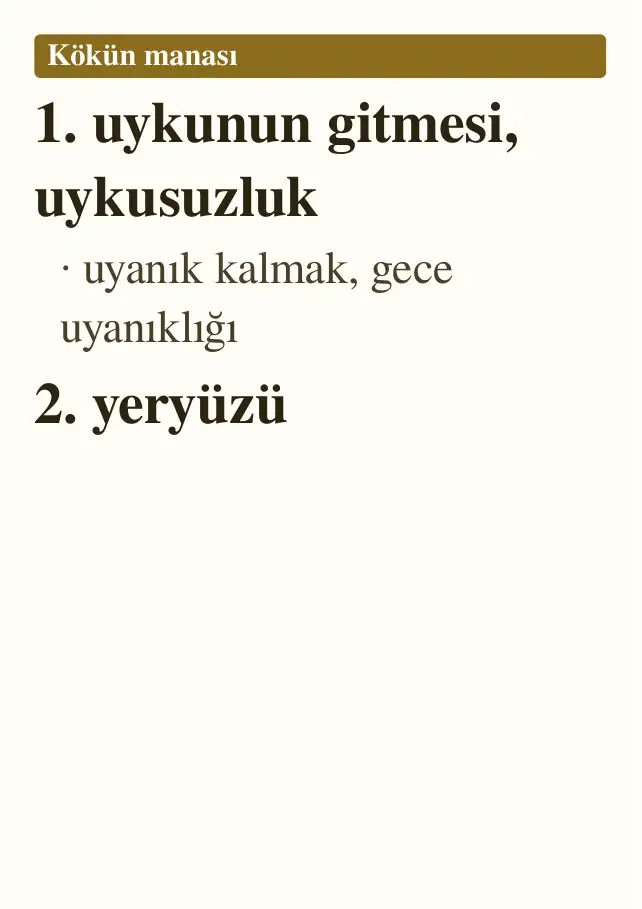 Kökün manası
1. uykunun gitmesi,
uykusuzluk
· uyanık kalmak, gece
uyanıklığı
2. yeryüzü